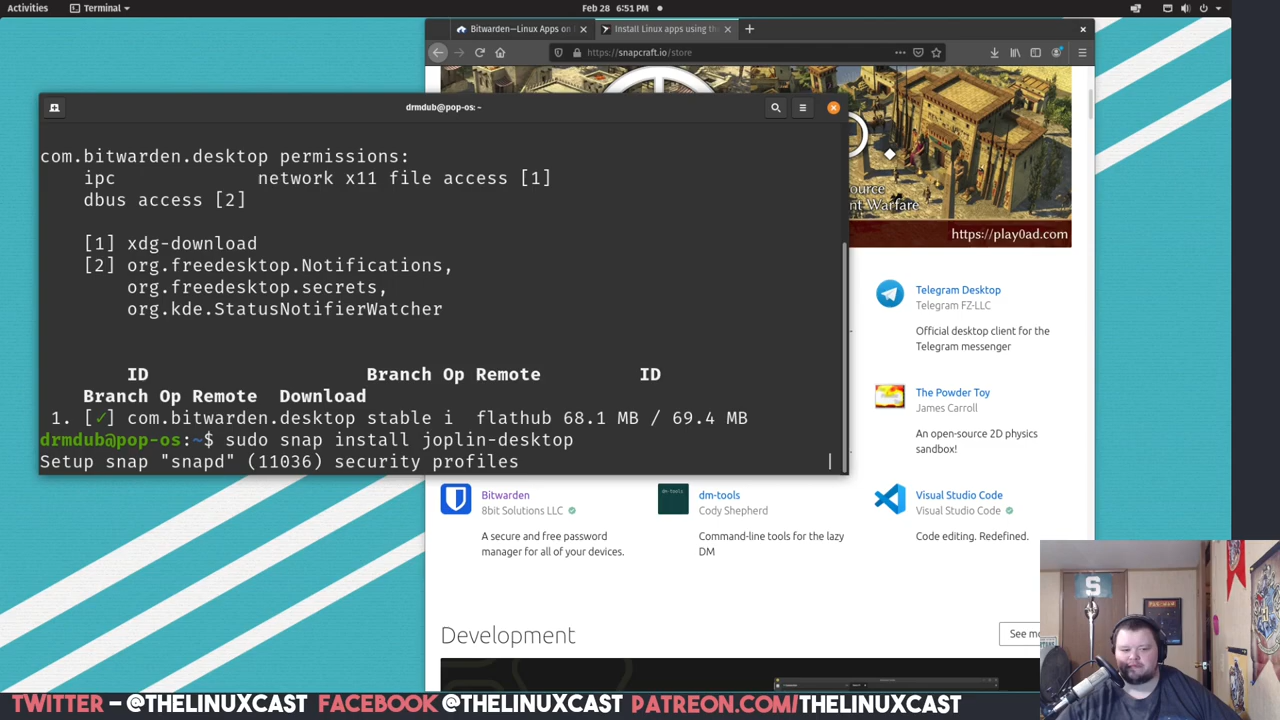 Activities
Terminal
Feb 28 6:51 PM
Bitwarden—Linux Apps on
Install Linux apps using th
https://snapcraft.io/store
drmdub@pop-os: ~
com.bitwarden.desktop permissions:
ipc network x11 file access [1]
dbus access [2]
[1] xdg-download
[2] org.freedesktop.Notifications,
org.freedesktop.secrets,
org.kde.StatusNotifierWatcher
ID Branch Op Remote ID
Branch Op Remote Download
1. [✓] com.bitwarden.desktop stable i flathub 68.1 MB / 69.4 MB
drmdub@pop-os:~$ sudo snap install joplin-desktop
Setup snap "snapd" (11036) security profiles |
ource
nt Warfare
https://play0ad.com
Telegram Desktop
Telegram FZ-LLC
Official desktop client for the
Telegram messenger
The Powder Toy
James Carroll
An open-source 2D physics
sandbox!
Bitwarden
8bit Solutions LLC
A secure and free password
manager for all of your devices.
dm-tools
dm-tools
Cody Shepherd
Command-line tools for the lazy
DM
Visual Studio Code
Visual Studio Code
Code editing. Redefined.
Development
See mo
S
TWITTER – @THELINUXCAST FACEBOOK @THELINUXCAST PATREON.COM/THELINUXCAST